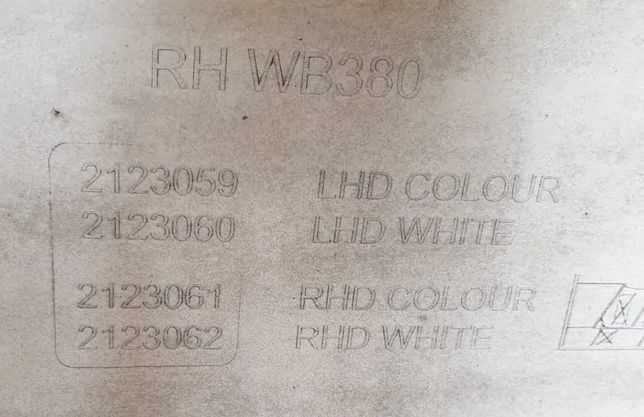 RH WB380
2123059 LHD COLOUR
2123060 LHD WHITE
2123061 RHD COLOUR
2123062 RHD WHITE